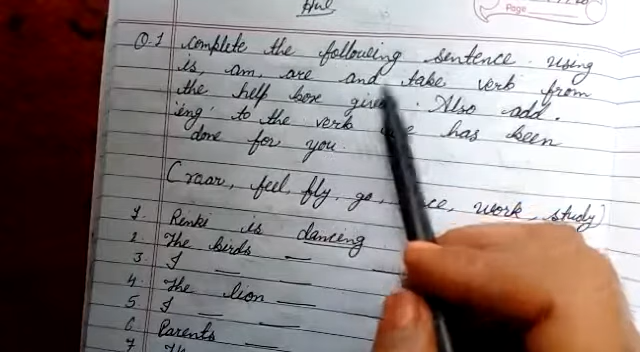 Page
Q.1 complete the following sentence. Using
is, am, are and take verb from
the help box given. Also add.
'ing' to the verb has been
done for you.
(roar, feel, fly, go, work, study)
1. Rinki is dancing
2. The birds
3. I
4. The lion
5. I
6. Parents
7.